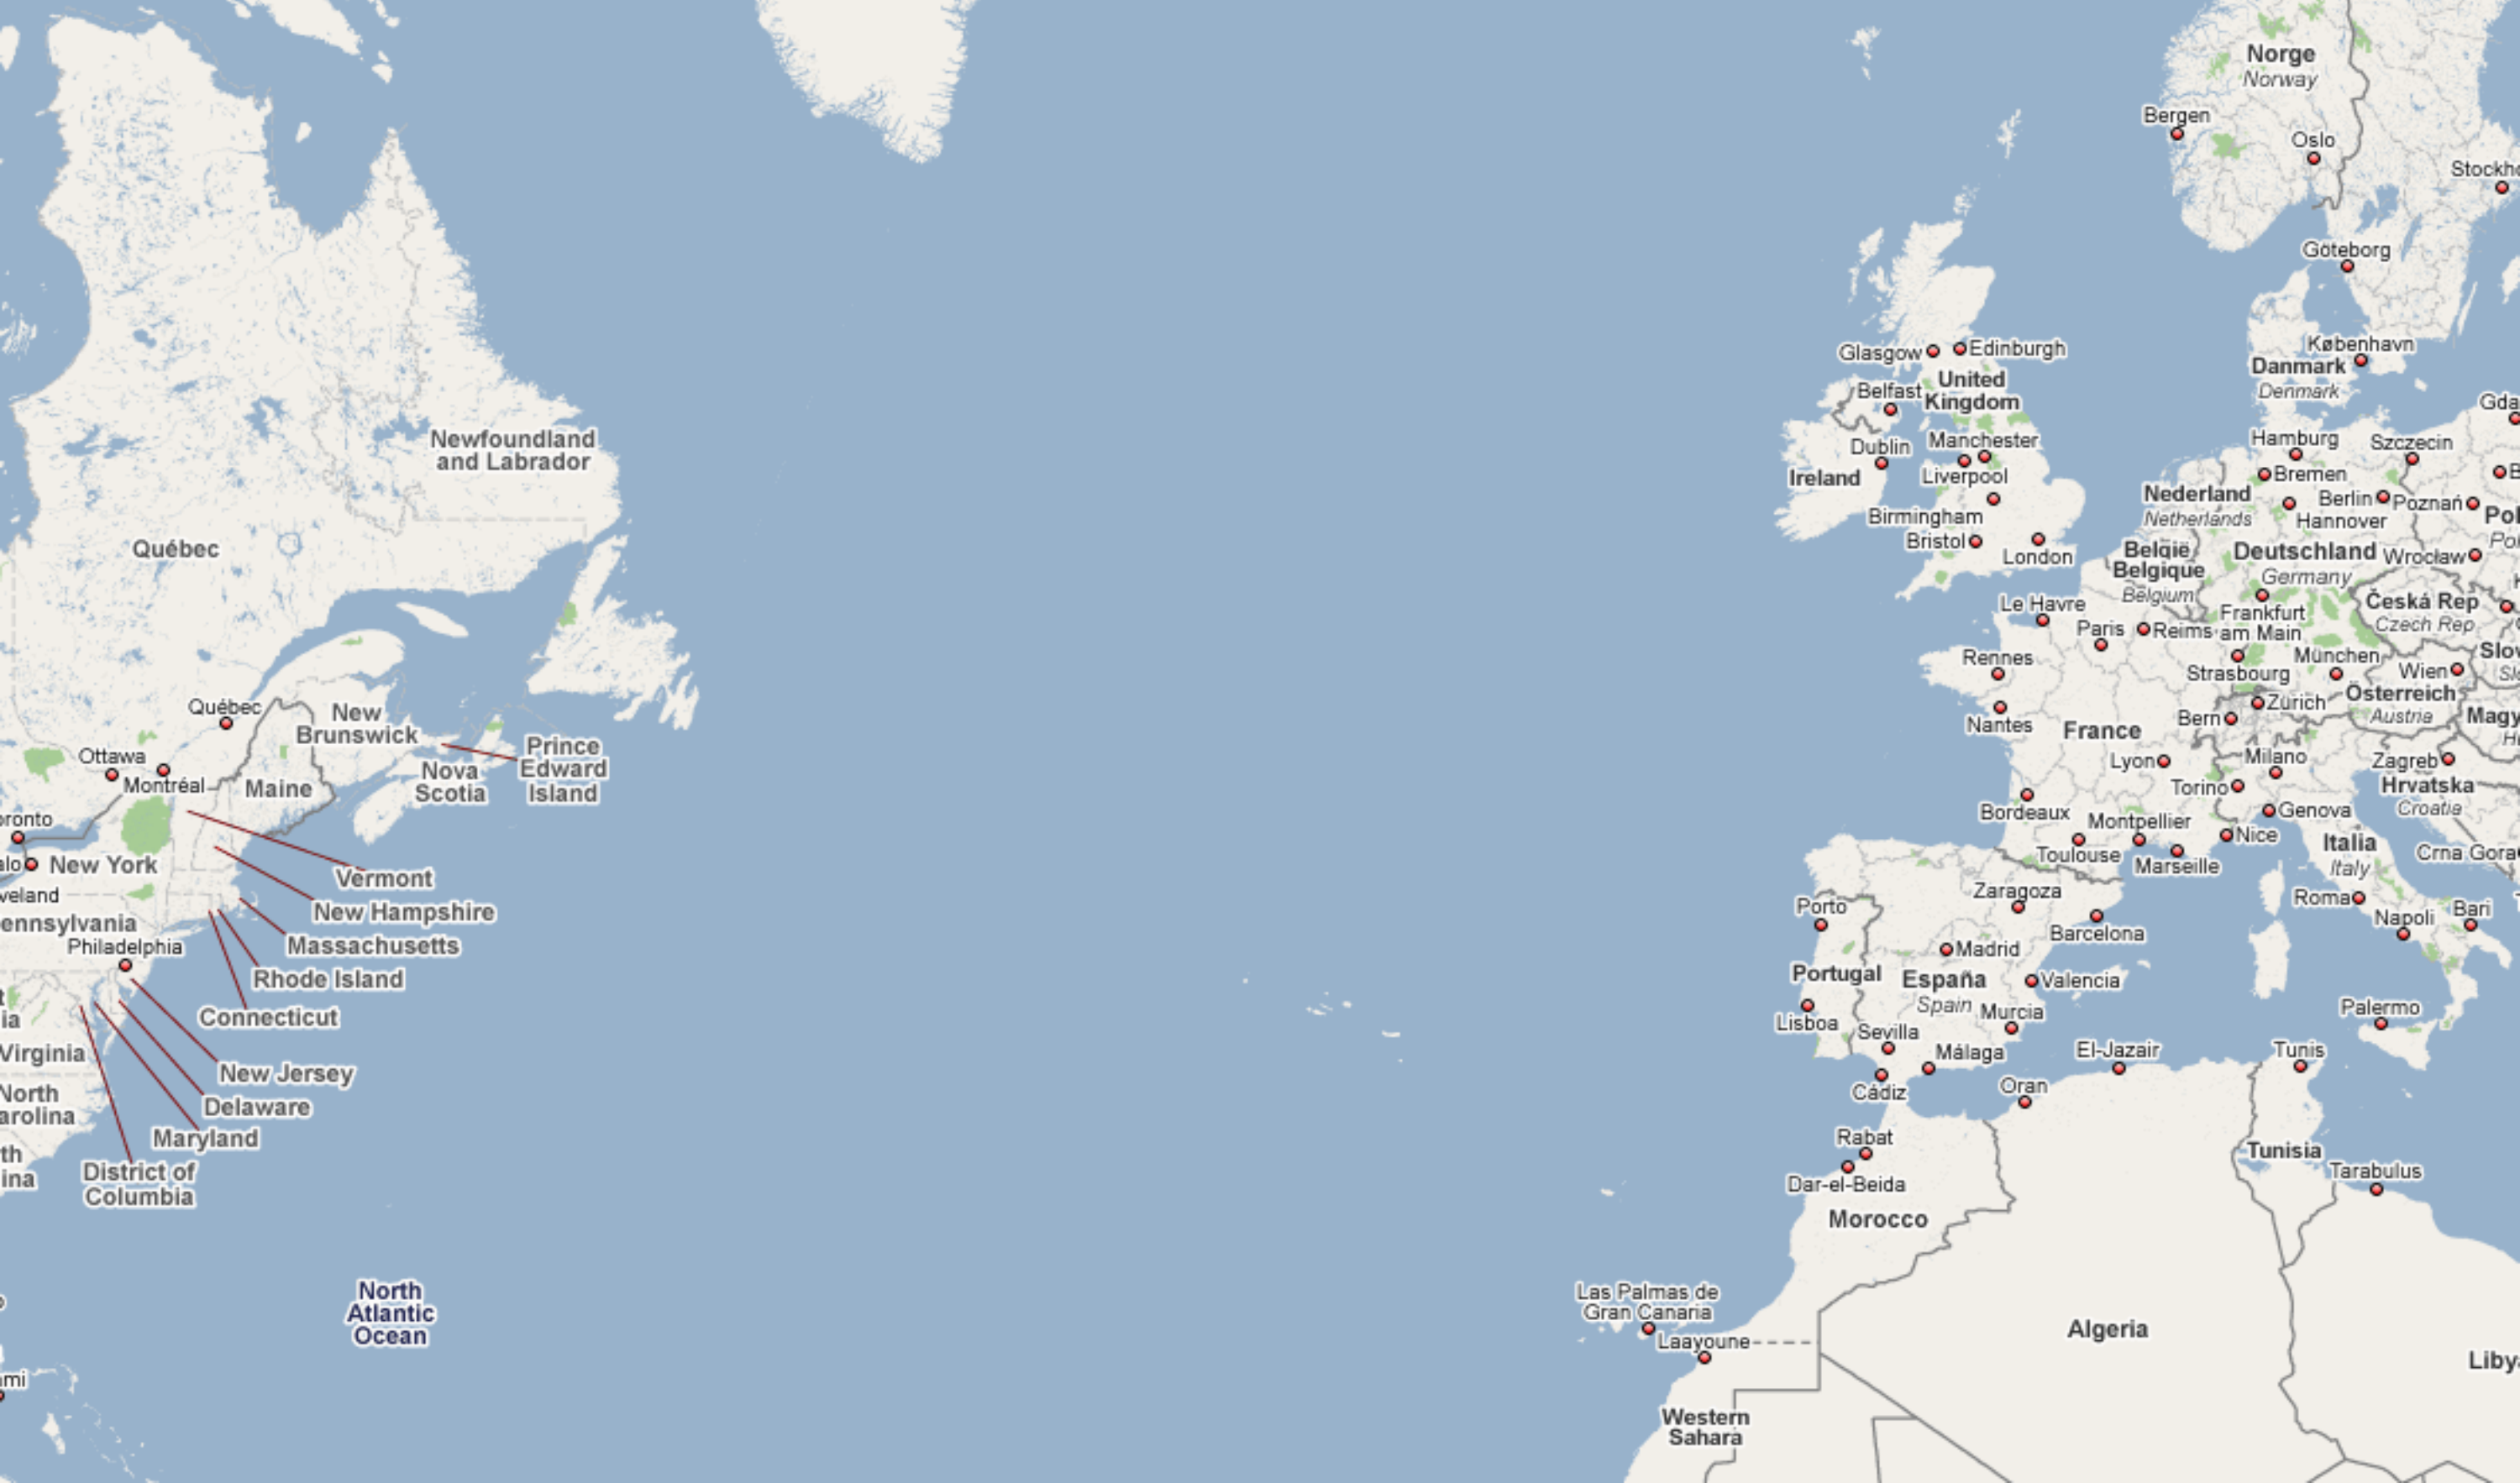 Norge
Norway
Bergen
Oslo
Göteborg
København
Danmark
Denmark
Glasgow
Edinburgh
United
Kingdom
Belfast
Dublin
Manchester
Liverpool
Ireland
Birmingham
Bristol
London
Hamburg
Szczecin
Bremen
Berlin
Poznań
Hannover
Nederland
Netherlands
België
Belgique
Belgium
Deutschland
Germany
Wrocław
Česká Rep
Czech Rep
Frankfurt
am Main
Le Havre
Paris
Reims
Rennes
Nantes
Strasbourg
München
Wien
Österreich
Austria
Zürich
Bern
France
Lyon
Milano
Torino
Zagreb
Hrvatska
Croatia
Genova
Bordeaux
Montpellier
Nice
Toulouse
Marseille
Italia
Italy
Crna Gora
Roma
Napoli
Bari
Palermo
Porto
Zaragoza
Barcelona
Madrid
Portugal
España
Spain
Valencia
Lisboa
Sevilla
Murcia
Málaga
Cádiz
El-Jazair
Oran
Tunis
Tunisia
Tarabulus
Rabat
Dar-el-Beida
Morocco
Las Palmas de
Gran Canaria
Laayoune
Algeria
Western
Sahara
Newfoundland
and Labrador
Québec
Québec
New
Brunswick
Ottawa
Montréal
Maine
Nova
Scotia
Prince
Edward
Island
New York
Vermont
New Hampshire
Massachusetts
Rhode Island
Connecticut
Philadelphia
New Jersey
Delaware
Maryland
District of
Columbia
Virginia
North
North
Atlantic
Ocean